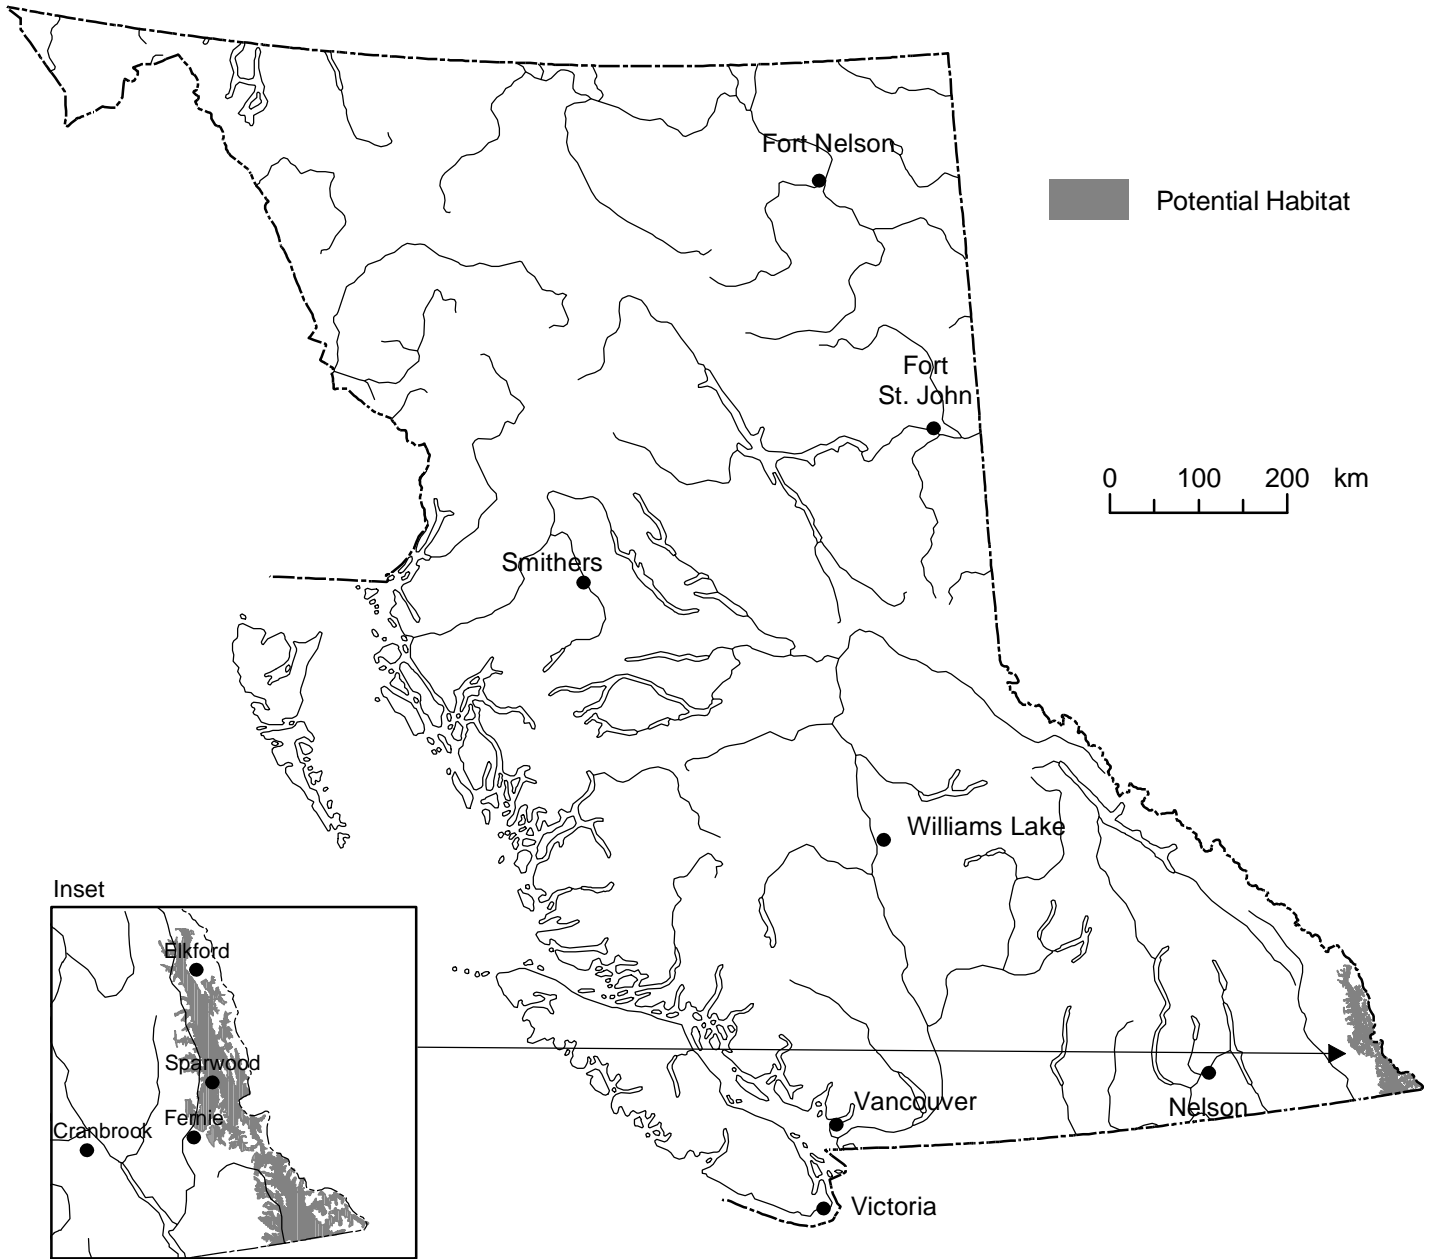 Fort Nelson
Potential Habitat
Fort
St. John
0 100 200 km
Smithers
Williams Lake
Inset
Elkford
Sparwood
Fernie
Cranbrook
Vancouver
Nelson
Victoria